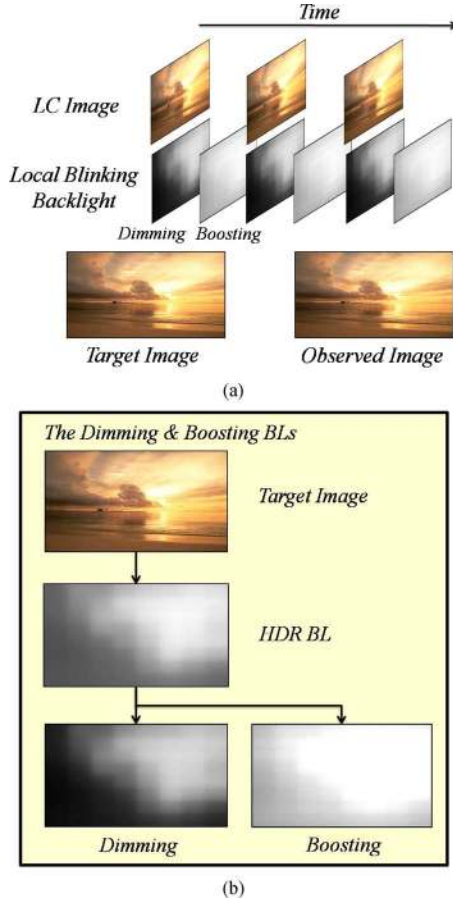 Time
LC Image
Local Blinking
Backlight
Dimming Boosting
Target Image
Observed Image
(a)
The Dimming & Boosting BLs
Target Image
HDR BL
Dimming
Boosting
(b)